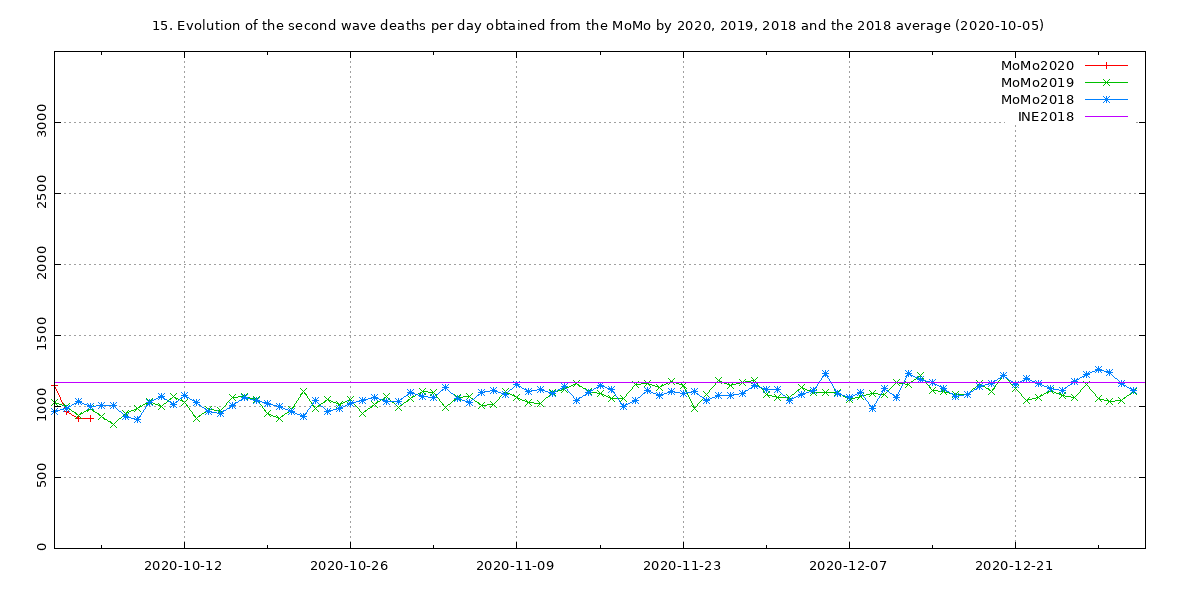 15. Evolution of the second wave deaths per day obtained from the MoMo by 2020, 2019, 2018 and the 2018 average (2020-10-05)
MoMo2020
MoMo2019
MoMo2018
INE2018
3000
2500
2000
1500
1000
500
0
2020-10-12
2020-10-26
2020-11-09
2020-11-23
2020-12-07
2020-12-21